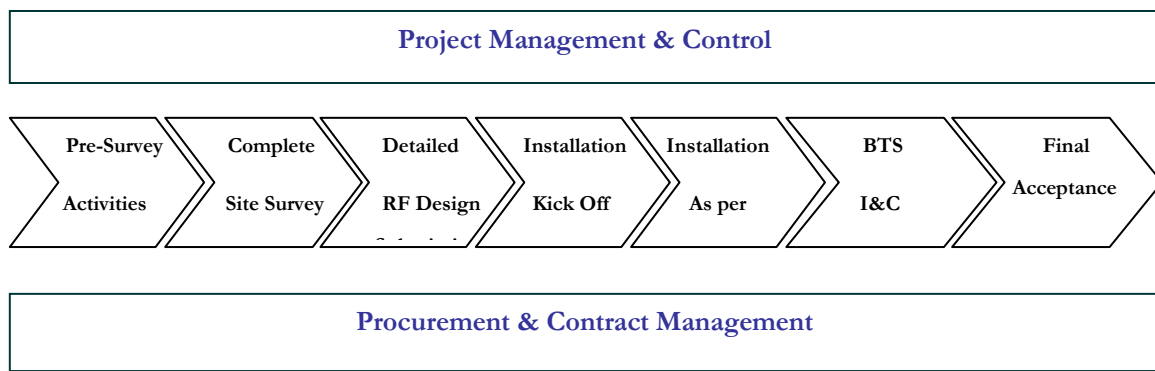 Project Management & Control
Pre-Survey
Activities
Complete
Site Survey
Detailed
RF Design
Installation
Kick Off
Installation
As per
BTS
I&C
Final
Acceptance
Procurement & Contract Management